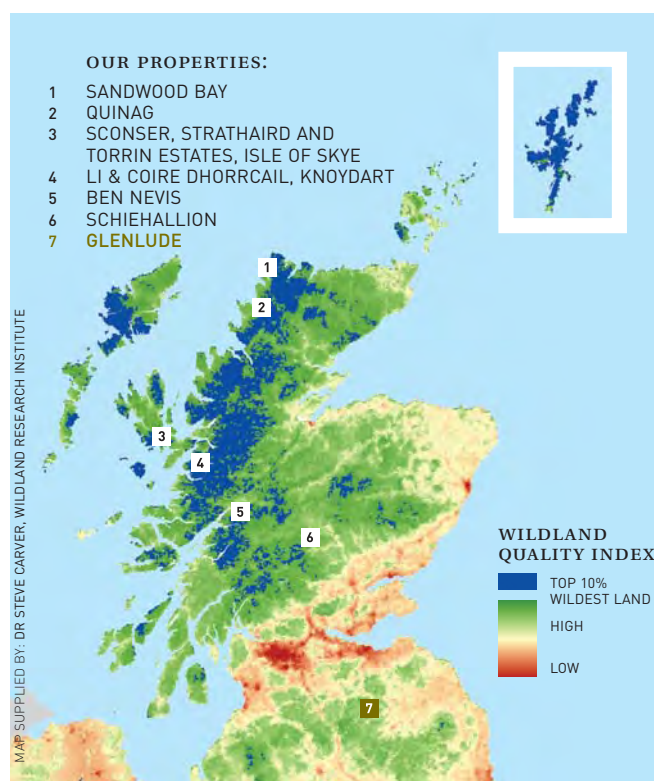 OUR PROPERTIES:
1 SANDWOOD BAY
2 QUINAG
3 SCONSER, STRATHAIRD AND
TORRIN ESTATES, ISLE OF SKYE
4 LI & COIRE DHORRCAIL, KNOYDART
5 BEN NEVIS
6 SCHIEHALLION
7 GLENLUDE
1
2
3
4
5
6
7
WILDLAND
QUALITY INDEX
TOP 10%
WILDEST LAND
HIGH
LOW
MAP SUPPLIED BY: DR STEVE CARVER, WILDLAND RESEARCH INSTITUTE